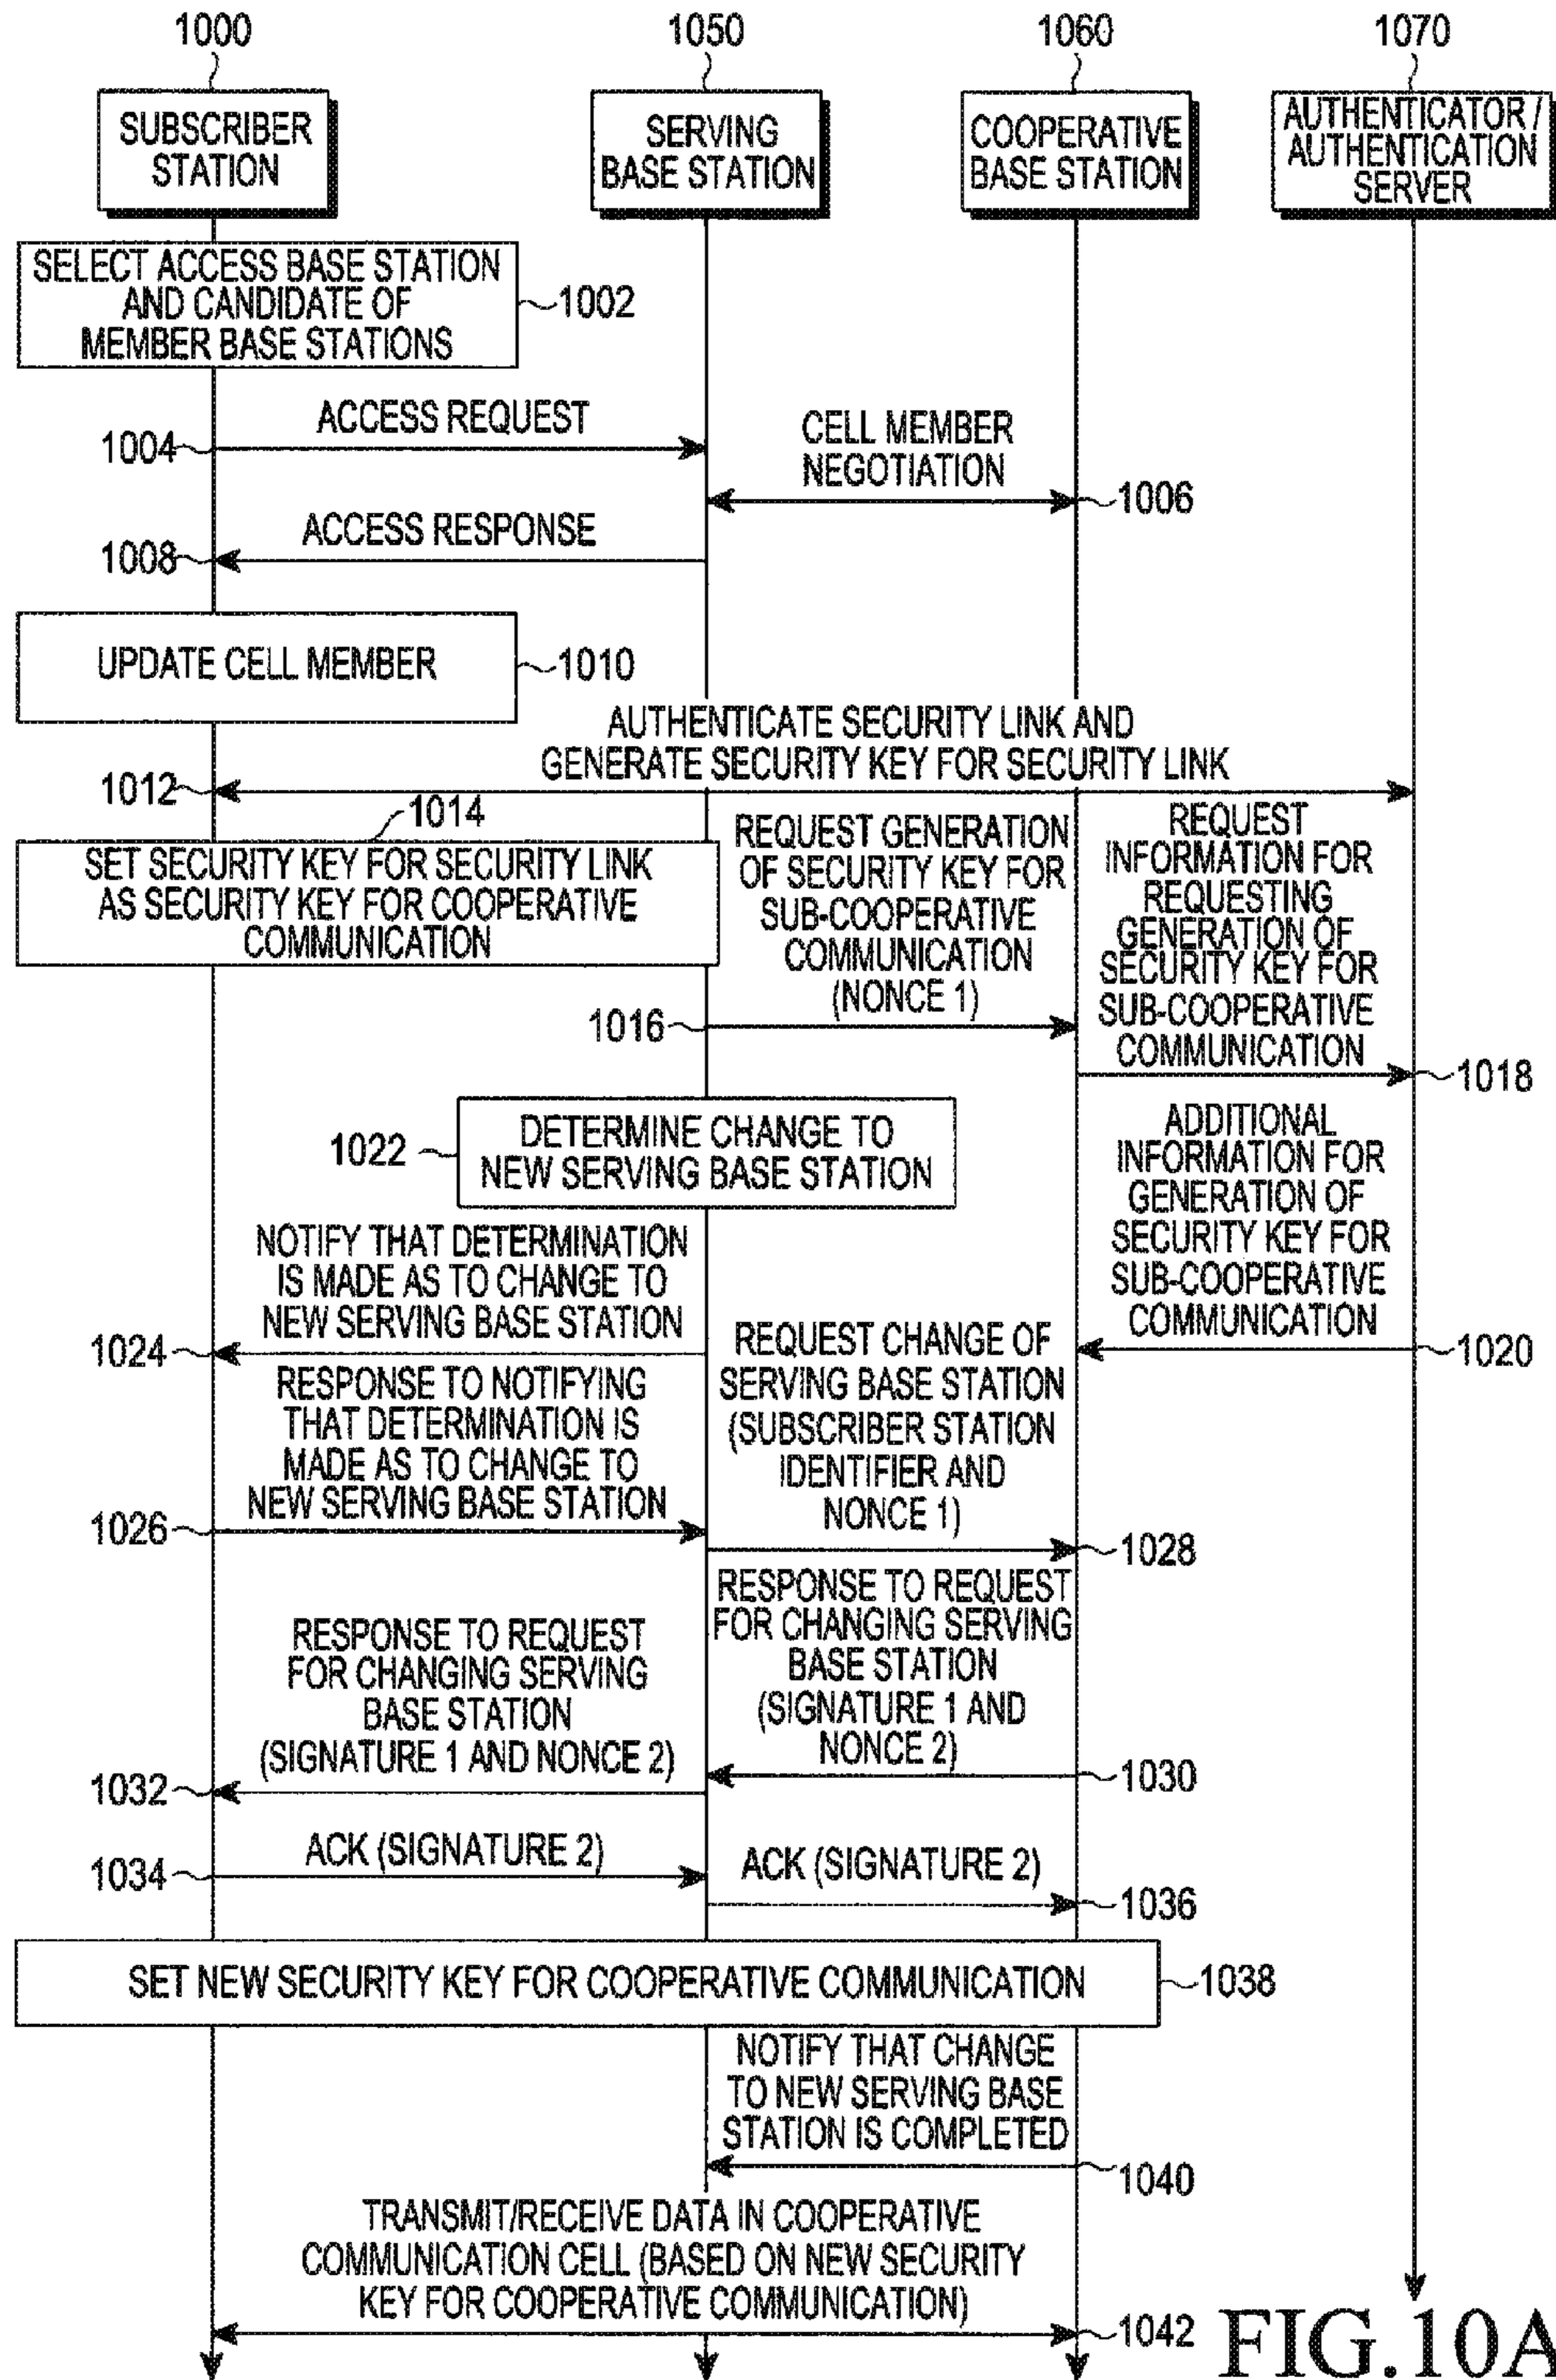 1000
1050
1060
1070
SUBSCRIBER
STATION
SERVING
BASE STATION
COOPERATIVE
BASE STATION
AUTHENTICATOR /
AUTHENTICATION
SERVER
SELECT ACCESS BASE STATION
AND CANDIDATE OF
MEMBER BASE STATIONS
1002
ACCESS REQUEST
1004
CELL MEMBER
NEGOTIATION
1006
ACCESS RESPONSE
1008
UPDATE CELL MEMBER
1010
AUTHENTICATE SECURITY LINK AND
GENERATE SECURITY KEY FOR SECURITY LINK
1012
1014
SET SECURITY KEY FOR SECURITY LINK
AS SECURITY KEY FOR COOPERATIVE
COMMUNICATION
REQUEST GENERATION
OF SECURITY KEY FOR
SUB-COOPERATIVE
COMMUNICATION
(NONCE 1)
1016
REQUEST
INFORMATION FOR
REQUESTING
GENERATION OF
SECURITY KEY FOR
SUB-COOPERATIVE
COMMUNICATION
1018
1022
DETERMINE CHANGE TO
NEW SERVING BASE STATION
ADDITIONAL
INFORMATION FOR
GENERATION OF
SECURITY KEY FOR
SUB-COOPERATIVE
COMMUNICATION
1020
NOTIFY THAT DETERMINATION
IS MADE AS TO CHANGE TO
NEW SERVING BASE STATION
1024
RESPONSE TO NOTIFYING
THAT DETERMINATION IS
MADE AS TO CHANGE TO
NEW SERVING BASE STATION
1026
REQUEST CHANGE OF
SERVING BASE STATION
(SUBSCRIBER STATION
IDENTIFIER AND
NONCE 1)
1028
RESPONSE TO REQUEST
FOR CHANGING SERVING
BASE STATION
(SIGNATURE 1 AND
NONCE 2)
1030
RESPONSE TO REQUEST
FOR CHANGING SERVING
BASE STATION
(SIGNATURE 1 AND NONCE 2)
1032
ACK (SIGNATURE 2)
1034
ACK (SIGNATURE 2)
1036
SET NEW SECURITY KEY FOR COOPERATIVE COMMUNICATION
1038
NOTIFY THAT CHANGE
TO NEW SERVING BASE
STATION IS COMPLETED
1040
TRANSMIT/RECEIVE DATA IN COOPERATIVE
COMMUNICATION CELL (BASED ON NEW SECURITY
KEY FOR COOPERATIVE COMMUNICATION)
1042
FIG.10A